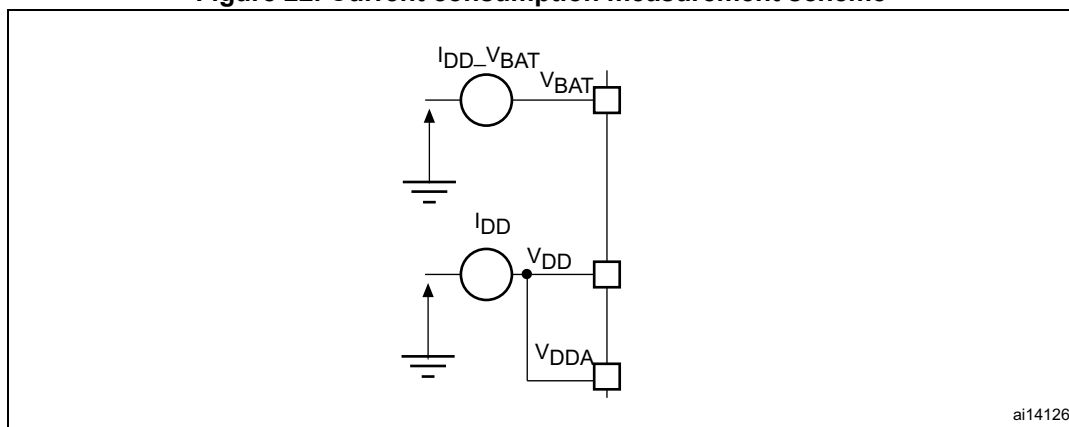 Figure 22. Current consumption measurement scheme
IDD_VBAT
VBAT
IDD
VDD
VDDA
ai14126